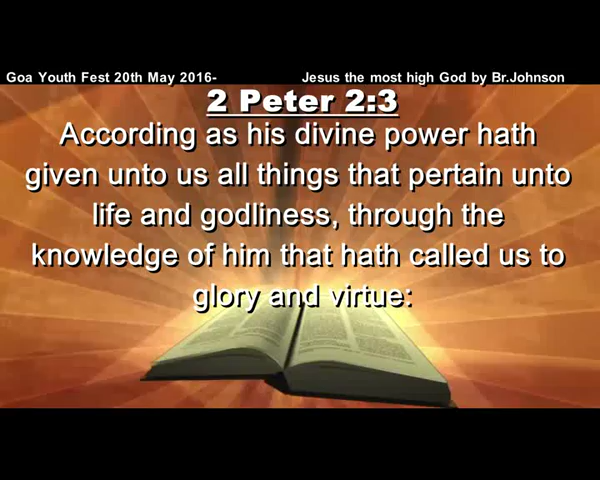 Goa Youth Fest 20th May 2016-
Jesus the most high God by Br.Johnson
2 Peter 2:3
According as his divine power hath
given unto us all things that pertain unto
life and godliness, through the
knowledge of him that hath called us to
glory and virtue: